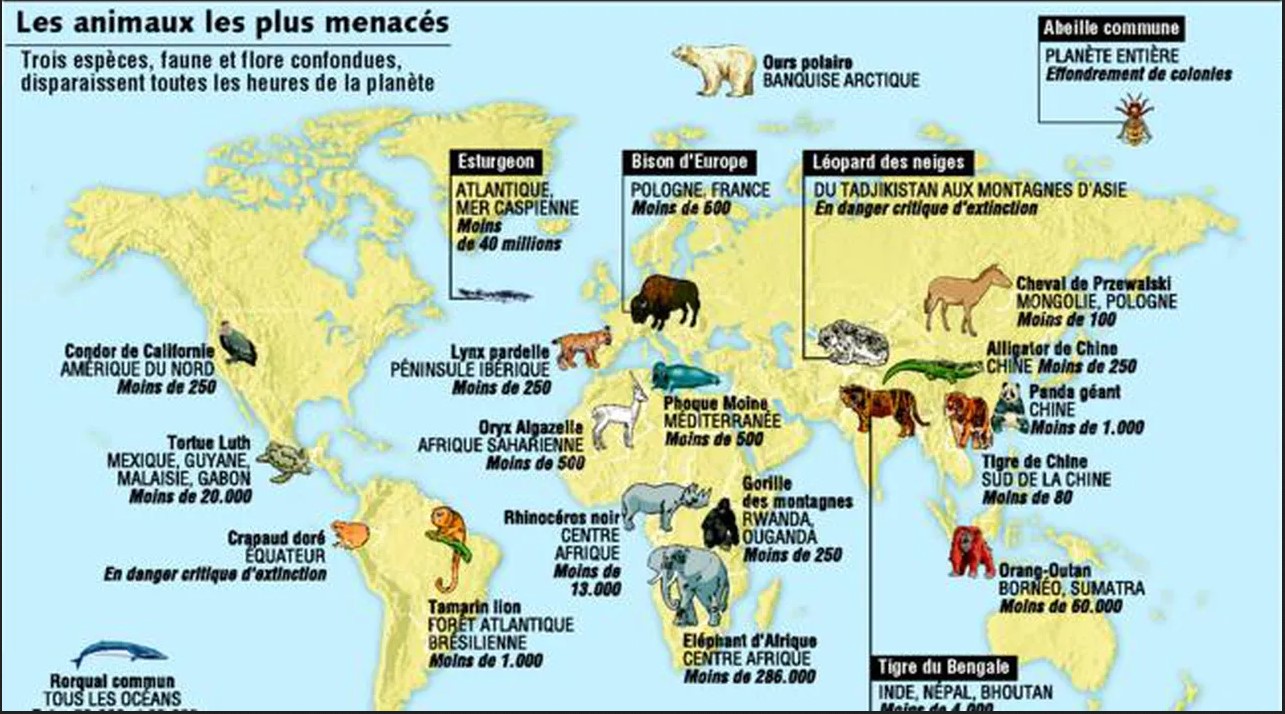 Les animaux les plus menacés
Trois espèces, faune et flore confondues,
disparaissent toutes les heures de la planète
Ours polaire
BANQUISE ARCTIQUE
Abeille commune
PLANÈTE ENTIÈRE
Effondrement de colonies
Esturgeon
ATLANTIQUE,
MER CASPIENNE
Moins
de 40 millions
Bison d'Europe
POLOGNE, FRANCE
Moins de 600
Léopard des neiges
DU TADJIKISTAN AUX MONTAGNES D'ASIE
En danger critique d'extinction
Cheval de Przewalski
MONGOLIE, POLOGNE
Moins de 100
Condor de Californie
AMÉRIQUE DU NORD
Moins de 250
Lynx pardelle
PÉNINSULE IBÉRIQUE
Moins de 250
Alligator de Chine
CHINE Moins de 250
Phoque Moine
MÉDITERRANÉE
Moins de 500
Panda géant
CHINE
Moins de 1.000
Oryx Algazelle
AFRIQUE SAHARIENNE
Moins de 500
Tortue Luth
MEXIQUE, GUYANE,
MALAISIE, GABON
Moins de 20.000
Tigre de Chine
SUD DE LA CHINE
Moins de 80
Gorille
des montagnes
RWANDA,
OUGANDA
Moins de 250
Rhinocéros noir
CENTRE
AFRIQUE
Moins de
13.000
Crapaud doré
ÉQUATEUR
En danger critique d'extinction
Orang-Outan
BORNÉO, SUMATRA
Moins de 60.000
Tamarin lion
FORÊT ATLANTIQUE
BRÉSILIENNE
Moins de 1.000
Eléphant d'Afrique
CENTRE AFRIQUE
Moins de 286.000
Rorqual commun
TOUS LES OCÉANS
Tigre du Bengale
INDE, NÉPAL, BHOUTAN
Moins de 4.000